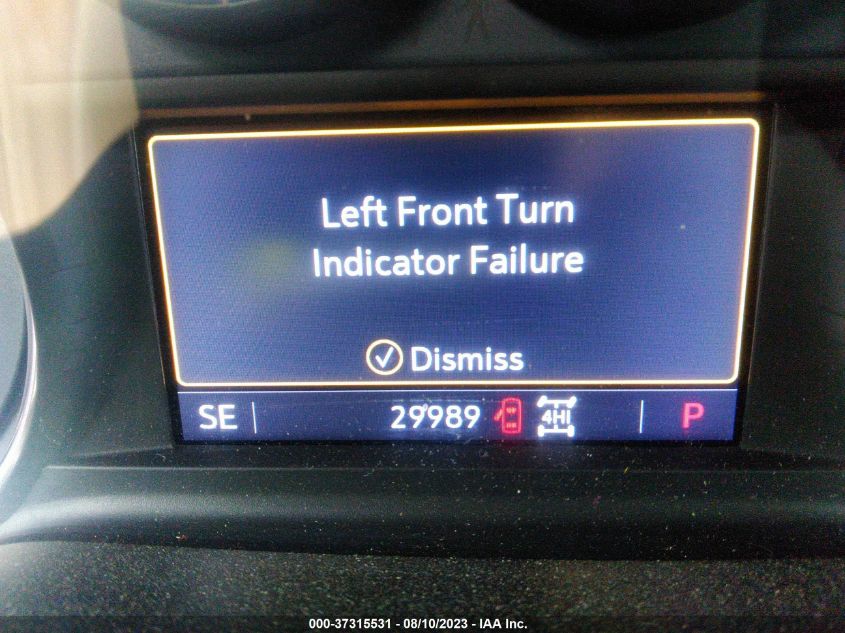 Left Front Turn
Indicator Failure
Dismiss
SE 29989 4HI P
000-37315531 - 08/10/2023 - IAA Inc.